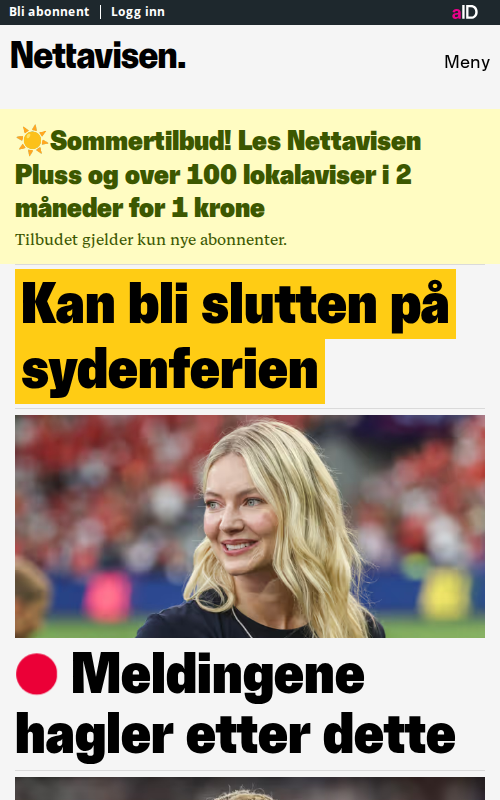 Bli abonnent
Logg inn
aID
Nettavisen.
Meny
☀️Sommertilbud! Les Nettavisen
Pluss og over 100 lokalaviser i 2
måneder for 1 krone
Tilbudet gjelder kun nye abonnenter.
Kan bli slutten på
sydenferien
🔴 Meldingene
hagler etter dette